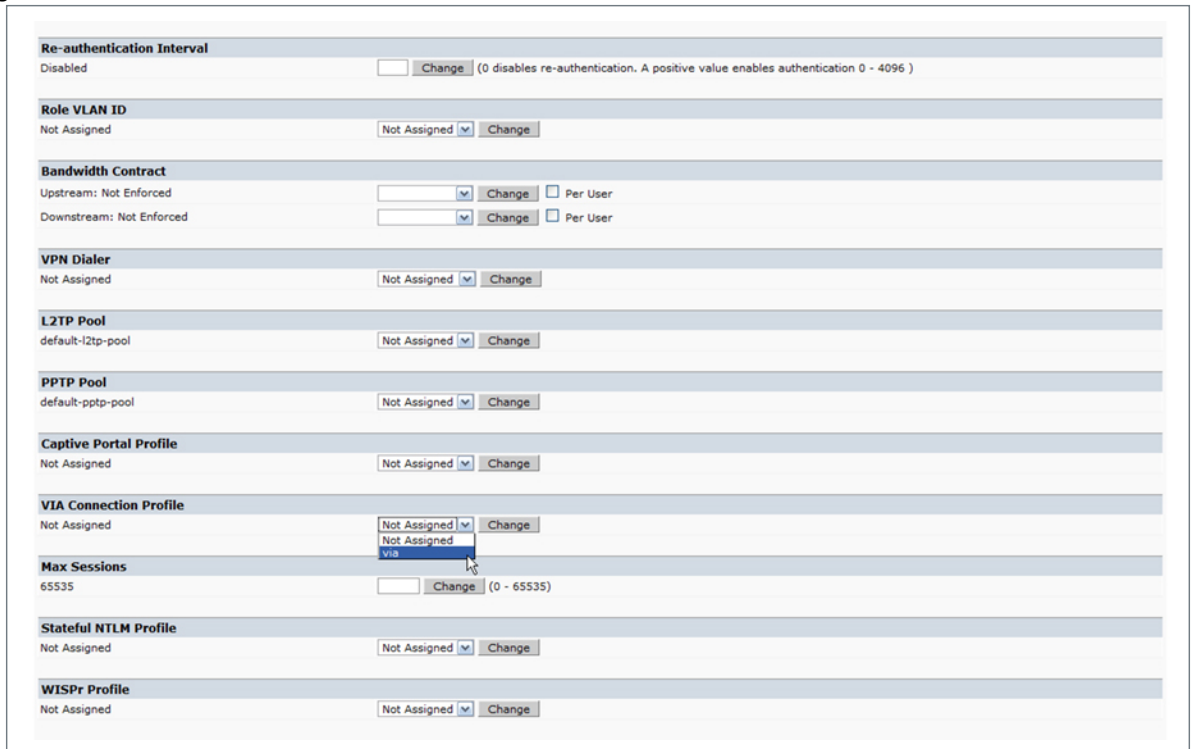 Re-authentication Interval
Disabled Change (0 disables re-authentication. A positive value enables authentication 0 - 4096 )
Role VLAN ID
Not Assigned Not Assigned Change
Bandwidth Contract
Upstream: Not Enforced Change Per User
Downstream: Not Enforced Change Per User
VPN Dialer
Not Assigned Not Assigned Change
L2TP Pool
default-l2tp-pool Not Assigned Change
PPTP Pool
default-pptp-pool Not Assigned Change
Captive Portal Profile
Not Assigned Not Assigned Change
VIA Connection Profile
Not Assigned Not Assigned Change
Not Assigned
via
Max Sessions
65535 Change (0 - 65535)
Stateful NTLM Profile
Not Assigned Not Assigned Change
WISPr Profile
Not Assigned Not Assigned Change